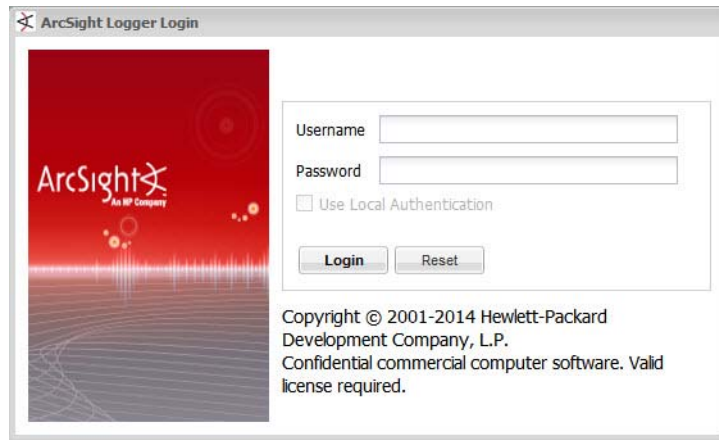 ArcSight Logger Login
ArcSight
An HP Company
Username
Password
Use Local Authentication
Login
Reset
Copyright © 2001-2014 Hewlett-Packard
Development Company, L.P.
Confidential commercial computer software. Valid
license required.